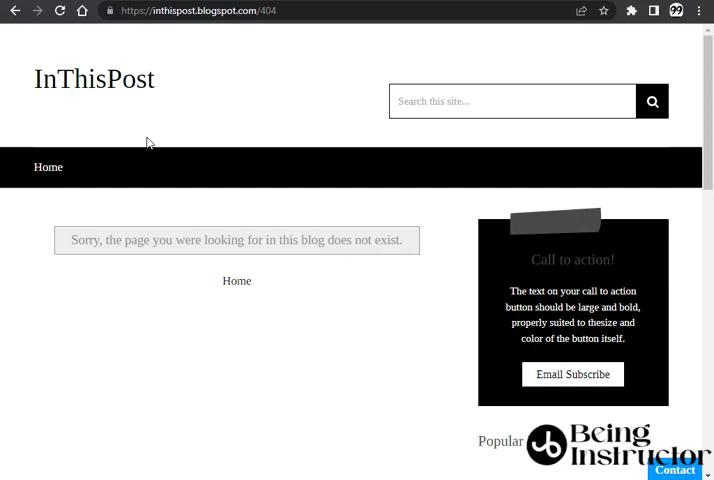 https://inthispost.blogspot.com/404
99
InThisPost
Search this site...
Home
Sorry, the page you were looking for in this blog does not exist.
Home
Call to action!
The text on your call to action
button should be large and bold,
properly suited to thesize and
color of the button itself.
Email Subscribe
Popular
Being
Instructor
Contact